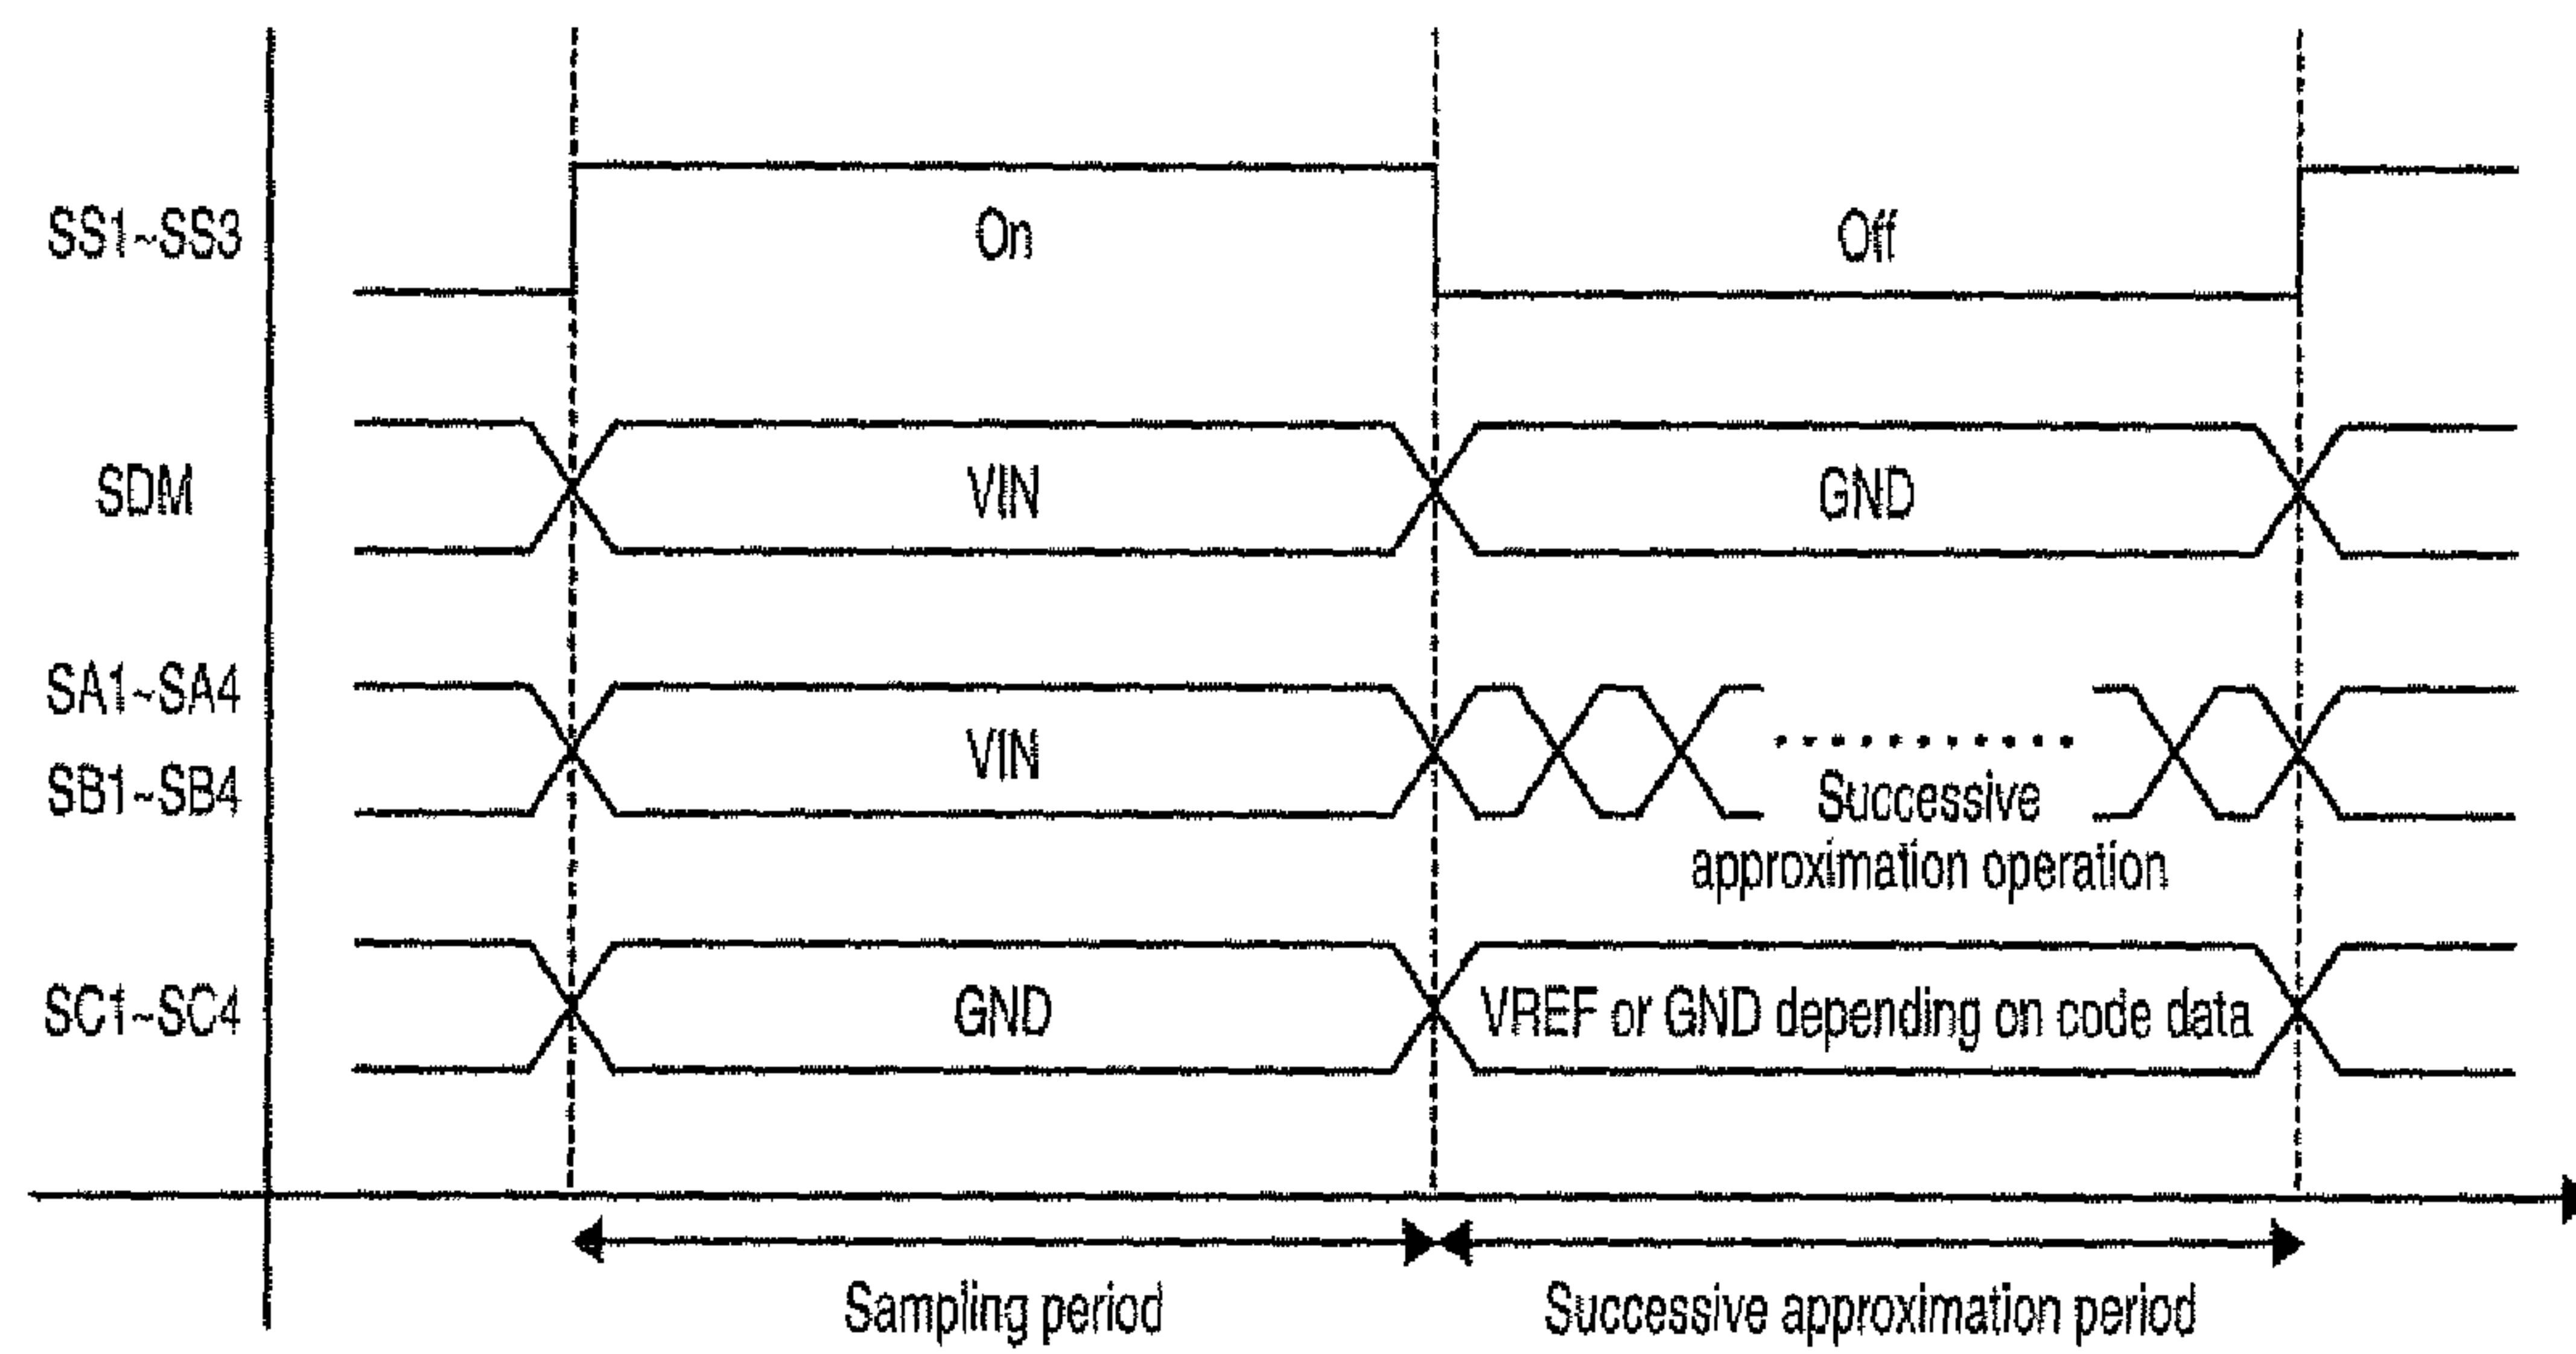 SS1~SS3
On
Off
SDM
VIN
GND
SA1~SA4
SB1~SB4
VIN
Successive
approximation operation
SC1~SC4
GND
VREF or GND depending on code data
Sampling period
Successive approximation period